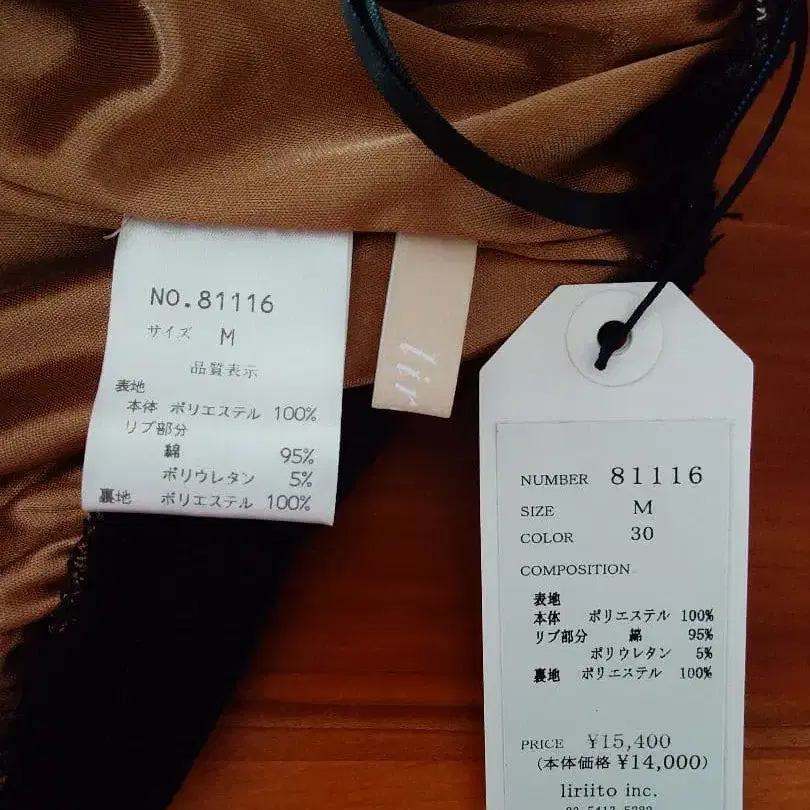 NO.81116
サイズ M
品質表示
表地
本体 ポリエステル 100%
リブ部分
綿 95%
ポリウレタン 5%
裏地 ポリエステル 100%
lir
NUMBER 81116
SIZE M
COLOR 30
COMPOSITION
表地
本体 ポリエステル 100%
リブ部分 綿 95%
ポリウレタン 5%
裏地 ポリエステル 100%
PRICE ¥15,400
(本体価格 ¥14,000)
liriito inc.